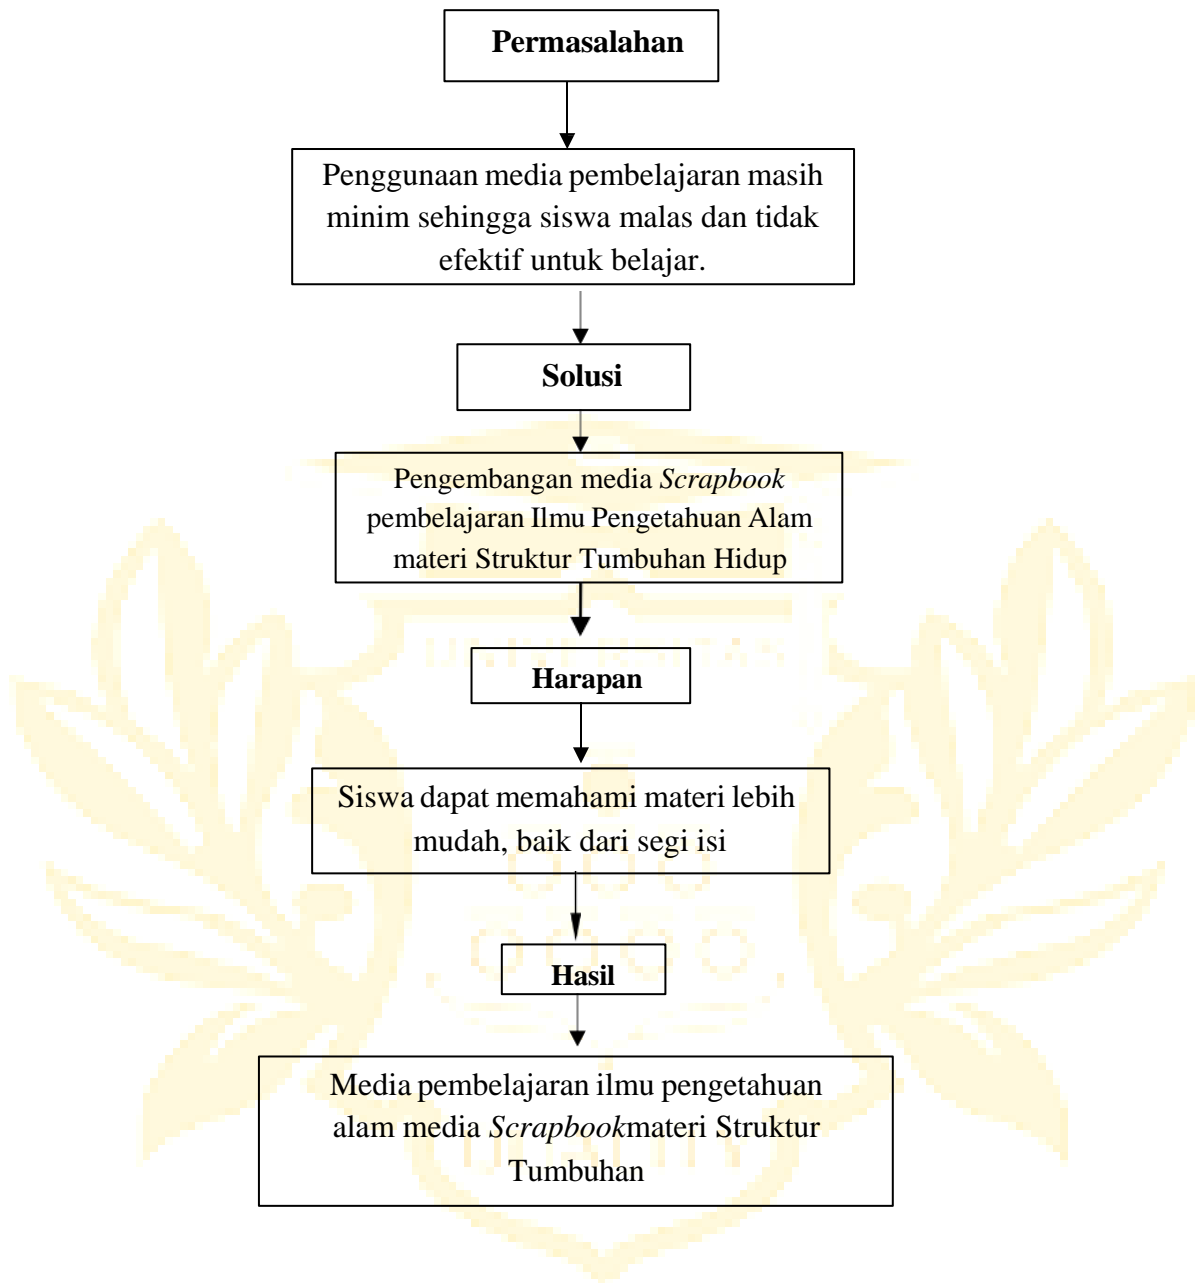 Permasalahan
Penggunaan media pembelajaran masih
minim sehingga siswa malas dan tidak
efektif untuk belajar.
Solusi
Pengembangan media Scrapbook
pembelajaran Ilmu Pengetahuan Alam
materi Struktur Tumbuhan Hidup
UNIVERSITAS
Harapan
Siswa dapat memahami materi lebih
mudah, baik dari segi isi
Hasil
Media pembelajaran ilmu pengetahuan
alam media Scrapbookmateri Struktur
Tumbuhan
QUALITY